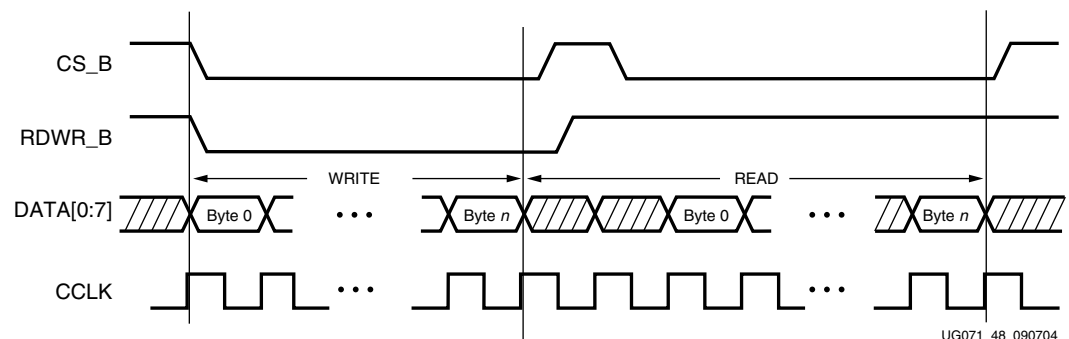 CS_B
RDWR_B
WRITE READ
DATA[0:7] Byte 0 • • • Byte n Byte 0 • • • Byte n
CCLK • • • • • •
UG071_48_090704